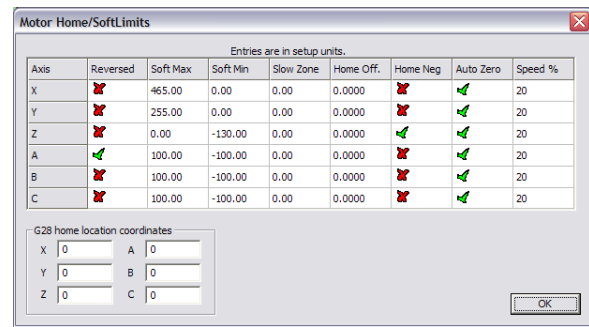 Motor Home/SoftLimits
Entries are in setup units.
Axis Reversed Soft Max Soft Min Slow Zone Home Off. Home Neg Auto Zero Speed %
X 465.00 0.00 0.00 0.0000 20
Y 255.00 0.00 0.00 0.0000 20
Z 0.00 -130.00 0.00 0.0000 20
A 100.00 -100.00 0.00 0.0000 20
B 100.00 -100.00 0.00 0.0000 20
C 100.00 -100.00 0.00 0.0000 20
G28 home location coordinates
X 0 A 0
Y 0 B 0
Z 0 C 0
OK